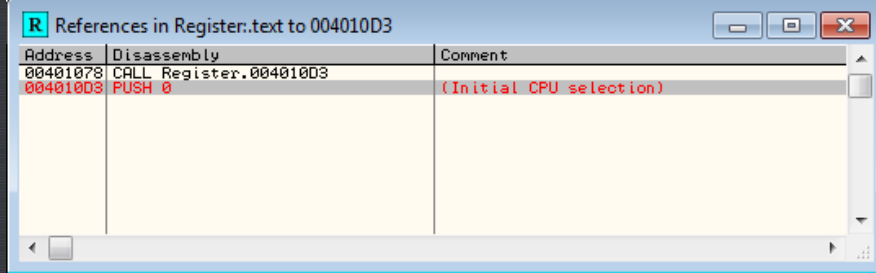 R References in Register:.text to 004010D3
Address Disassembly Comment
00401078 CALL Register.004010D3
004010D3 PUSH 0 (Initial CPU selection)